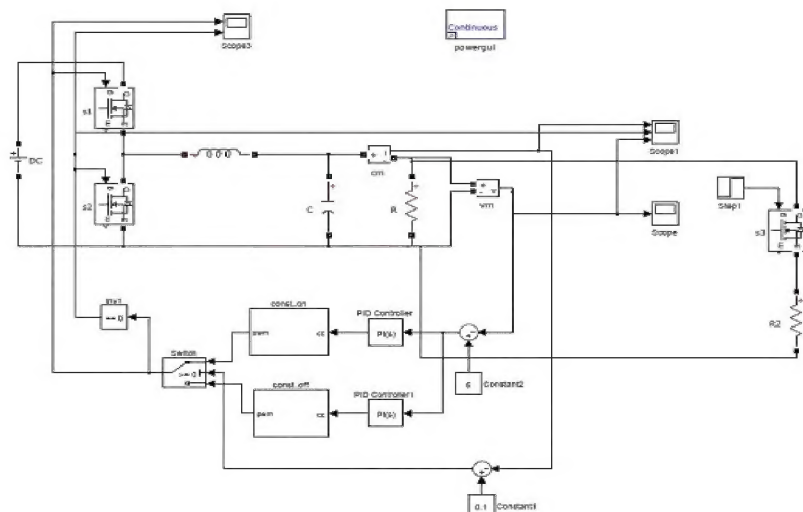 Continuous
powergui
Scope3
s1
DC
s2
C
cm
R
vm
Scope1
Scope
Step1
s3
R2
== 0
const_on
pwm
cc
PID Controller
PI(s)
Switch
const_off
pwm
cc
PID Controller1
PI(s)
6
Constant2
0.1
Constant1